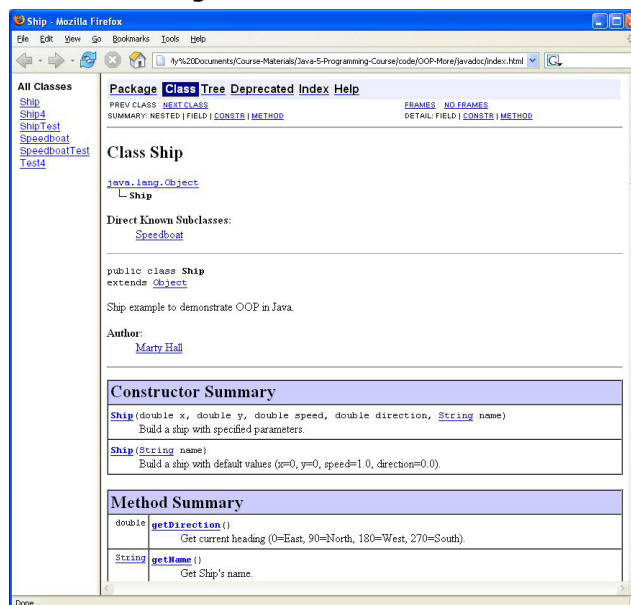 Ship - Mozilla Firefox
File Edit View Go Bookmarks Tools Help
/y%20Documents/Course-Materials/Java-5-Programming-Course/code/OOP-More/javadoc/index.html
All Classes
Ship
Ship4
ShipTest
Speedboat
SpeedboatTest
Test4
Package Class Tree Deprecated Index Help
PREV CLASS NEXT CLASS FRAMES NO FRAMES
SUMMARY: NESTED | FIELD | CONSTR | METHOD DETAIL: FIELD | CONSTR | METHOD
Class Ship
java.lang.Object
Ship
Direct Known Subclasses:
Speedboat
public class Ship
extends Object
Ship example to demonstrate OOP in Java.
Author:
Marty Hall
Constructor Summary
Ship(double x, double y, double speed, double direction, String name)
Build a ship with specified parameters.
Ship(String name)
Build a ship with default values (x=0, y=0, speed=1.0, direction=0.0).
Method Summary
double getDirection()
Get current heading (0=East, 90=North, 180=West, 270=South).
String getName()
Get Ship's name.
Done